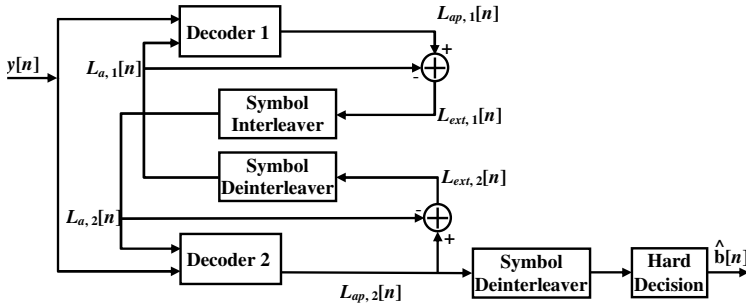 Decoder 1
L_{ap, 1}[n]
+
y[n]
L_{a, 1}[n]
-
Symbol
Interleaver
L_{ext, 1}[n]
Symbol
Deinterleaver
L_{ext, 2}[n]
L_{a, 2}[n]
-
+
Decoder 2
L_{ap, 2}[n]
Symbol
Deinterleaver
Hard
Decision
b̂[n]